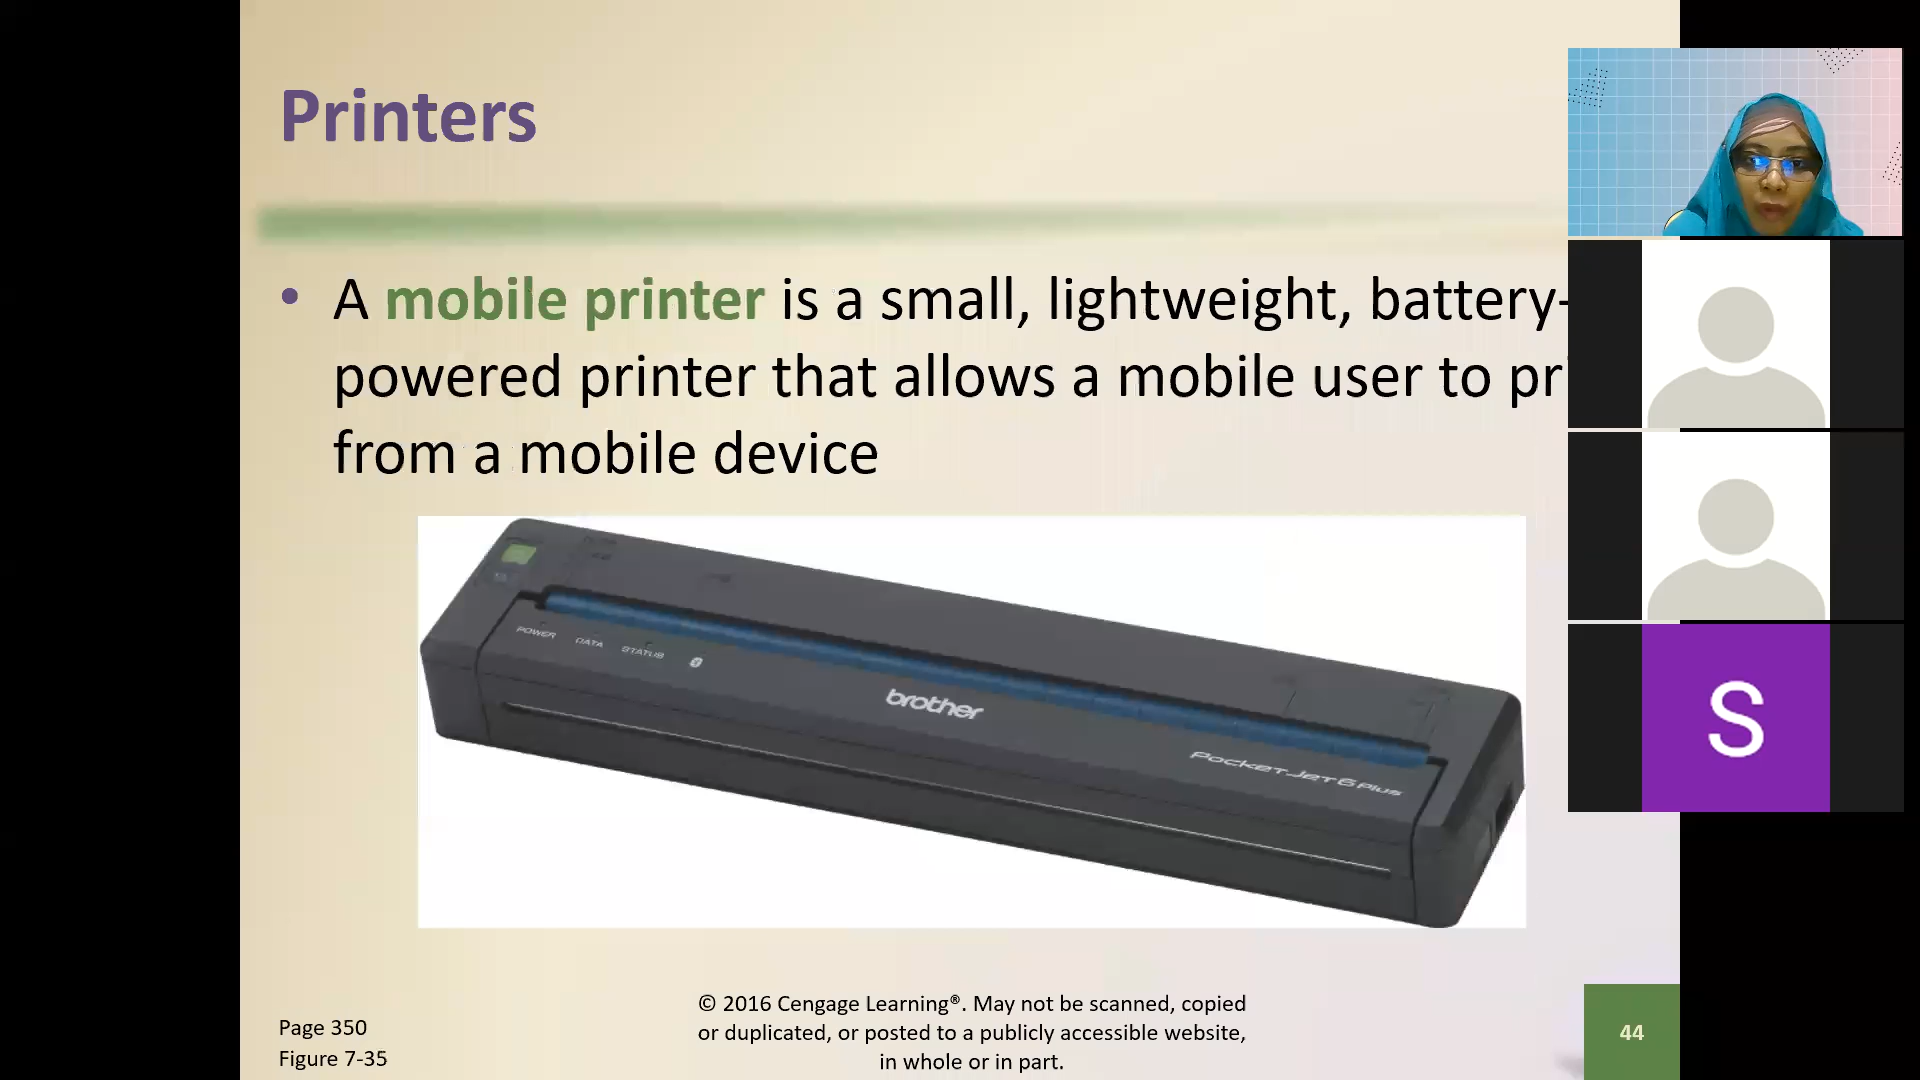 Printers
• A mobile printer is a small, lightweight, battery-
powered printer that allows a mobile user to pr
from a mobile device
POWER DATA STATUS
brother
PocketJet 6 Plus
S
Page 350
Figure 7-35
© 2016 Cengage Learning®. May not be scanned, copied
or duplicated, or posted to a publicly accessible website,
in whole or in part.
44